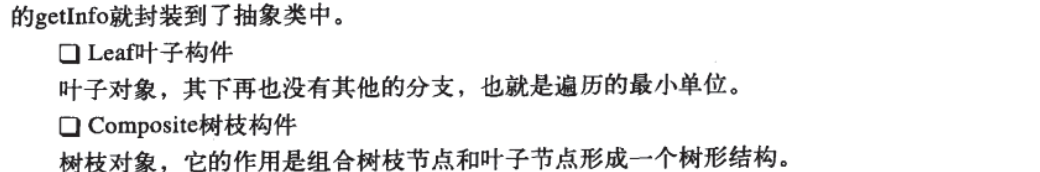 的getInfo就封装到了抽象类中。
❏ Leaf叶子构件
叶子对象，其下再也没有其他的分支，也就是遍历的最小单位。
❏ Composite树枝构件
树枝对象，它的作用是组合树枝节点和叶子节点形成一个树形结构。